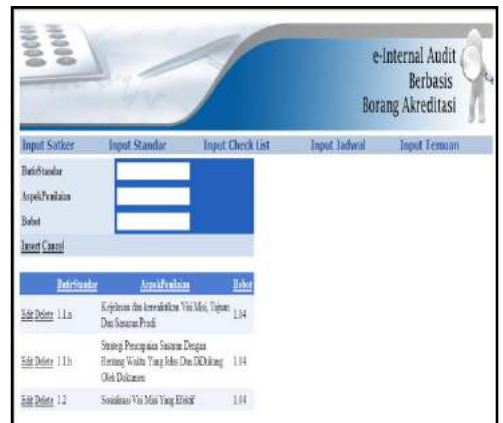 e-Internal Audit
Berbasis
Borang Akreditasi
Input Satker Input Standar Input Check List Input Jadwal Input Temuan
ButirStandar
AspekPenilaian
Bobot
Insert Cancel
ButirStandar AspekPenilaian Bobot
Edit Delete 1.1.a Kejelasan dan kerealistikan Visi Misi, Tujuan 1.04
Dan Sasaran Prodi
Strategi Pencapaian Sasaran Dengan
Edit Delete 1.1.b Rentang Waktu Yang Jelas Dan DiDukung 1.04
Oleh Dokumen
Edit Delete 1.2 Sosialisasi Visi Misi Yang Efektif 1.04